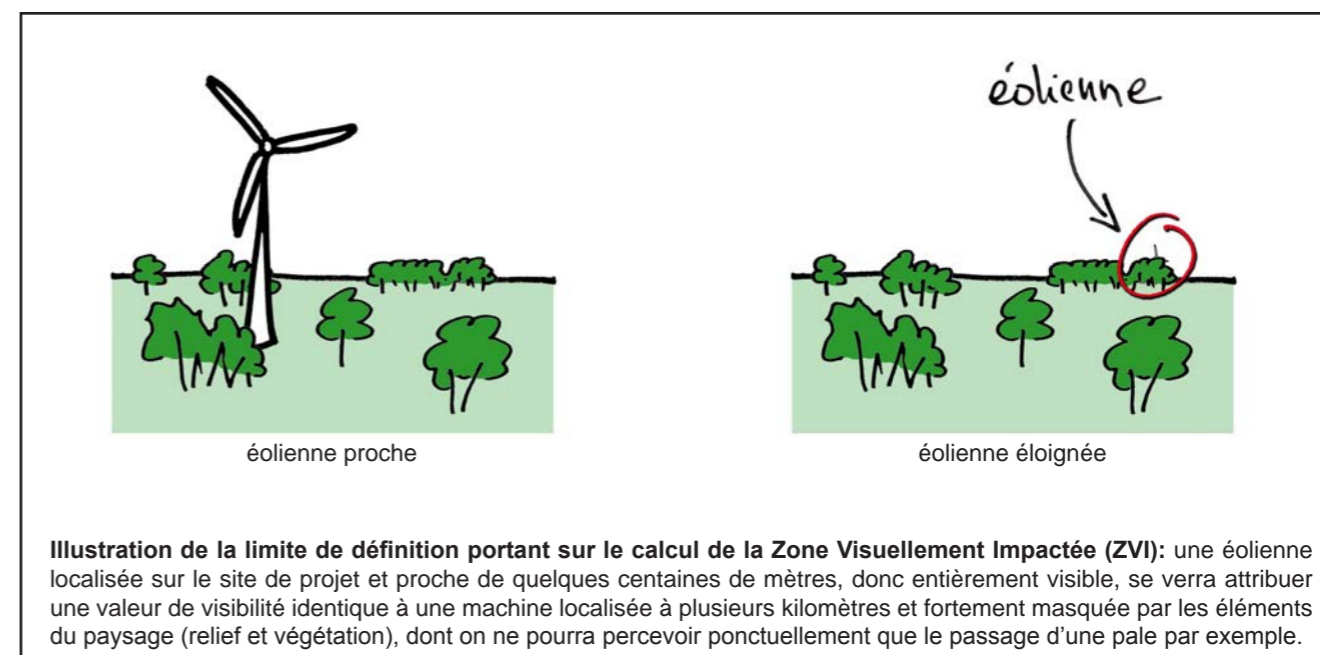 éolienne
éolienne proche
éolienne éloignée
Illustration de la limite de définition portant sur le calcul de la Zone Visuellement Impactée (ZVI): une éolienne
localisée sur le site de projet et proche de quelques centaines de mètres, donc entièrement visible, se verra attribuer
une valeur de visibilité identique à une machine localisée à plusieurs kilomètres et fortement masquée par les éléments
du paysage (relief et végétation), dont on ne pourra percevoir ponctuellement que le passage d’une pale par exemple.